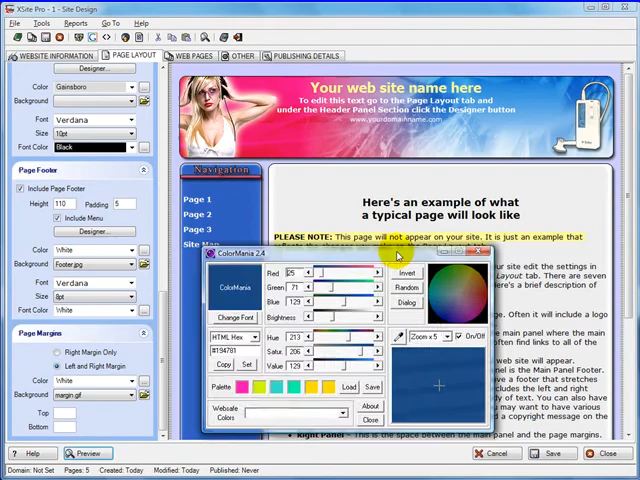 XSite Pro - 1 - Site Design
File Tools Reports Go To Help
WEBSITE INFORMATION PAGE LAYOUT WEB PAGES OTHER PUBLISHING DETAILS
Designer...
Color Gainsboro
Background
Font Verdana
Size 10pt
Font Color Black
Page Footer
Include Page Footer
Height 110 Padding 5
Include Menu
Designer...
Color White
Background Footer.jpg
Font Verdana
Size 8pt
Font Color White
Page Margins
Right Margin Only
Left and Right Margin
Color White
Background margin.gif
Top
Bottom
Your web site name here
To edit this text go to the Page Layout tab and
under the Header Panel Section click the Designer button
www.yourdomainname.com
Navigation
Page 1
Page 2
Page 3
Site Map
Here's an example of what
a typical page will look like
PLEASE NOTE: This page will not appear on your site. It is just an example that
ColorMania 2.4
ColorMania
Change Font
Red 25
Green 71
Blue 129
Brightness
Invert
Random
Dialog
HTML Hex
#194781
Copy Set
Hue 213
Satur. 206
Value 129
Zoom x 5 On/Off
Palette Load Save
Websafe
Colors
About
Close
site your edit the settings
Layout tab. There are seven
Here's a brief description of
page. Often it will include a logo
the main panel where the main
often find links to all of the
web site will appear.
have a footer that stretches
includes the left and right
body of text. You can also have
you may want to have various
a copyright message on the
Right Panel - This is the space between the main panel and the page margins.
Help Preview Cancel Save Close
Domain: Not Set Pages: 5 Created: Today Modified: Today Published: Never